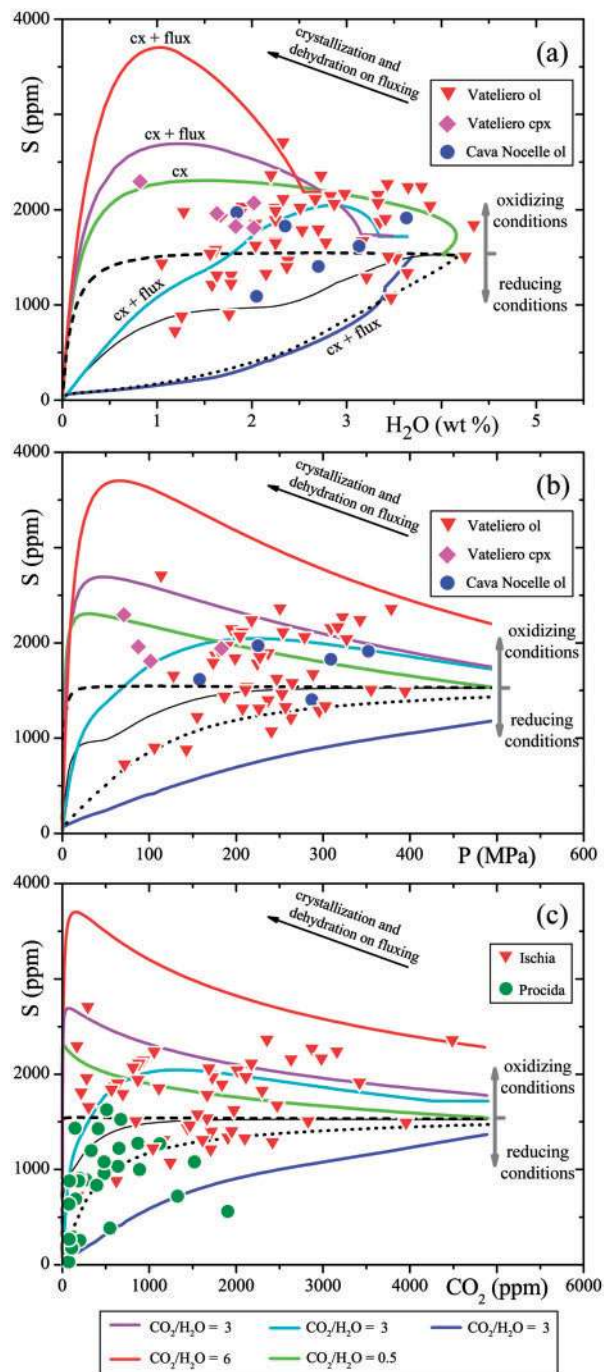 cx + flux
crystallization and
dehydration on fluxing
(a)
4000
S (ppm)
3000
2000
1000
0
cx + flux
cx
cx + flux
cx + flux
Vateliero ol
Vateliero cpx
Cava Nocelle ol
oxidizing
conditions
reducing
conditions
0 1 2 3 4 5
H₂O (wt %)
crystallization and
dehydration on fluxing
(b)
4000
S (ppm)
3000
2000
1000
0
Vateliero ol
Vateliero cpx
Cava Nocelle ol
oxidizing
conditions
reducing
conditions
0 100 200 300 400 600
P (MPa)
crystallization and
dehydration on fluxing
(c)
4000
S (ppm)
3000
2000
1000
0
Ischia
Procida
oxidizing
conditions
reducing
conditions
0 1000 2000 3000 4000 6000
CO₂ (ppm)
CO₂/H₂O = 3 CO₂/H₂O = 3 CO₂/H₂O = 3
CO₂/H₂O = 6 CO₂/H₂O = 0.5